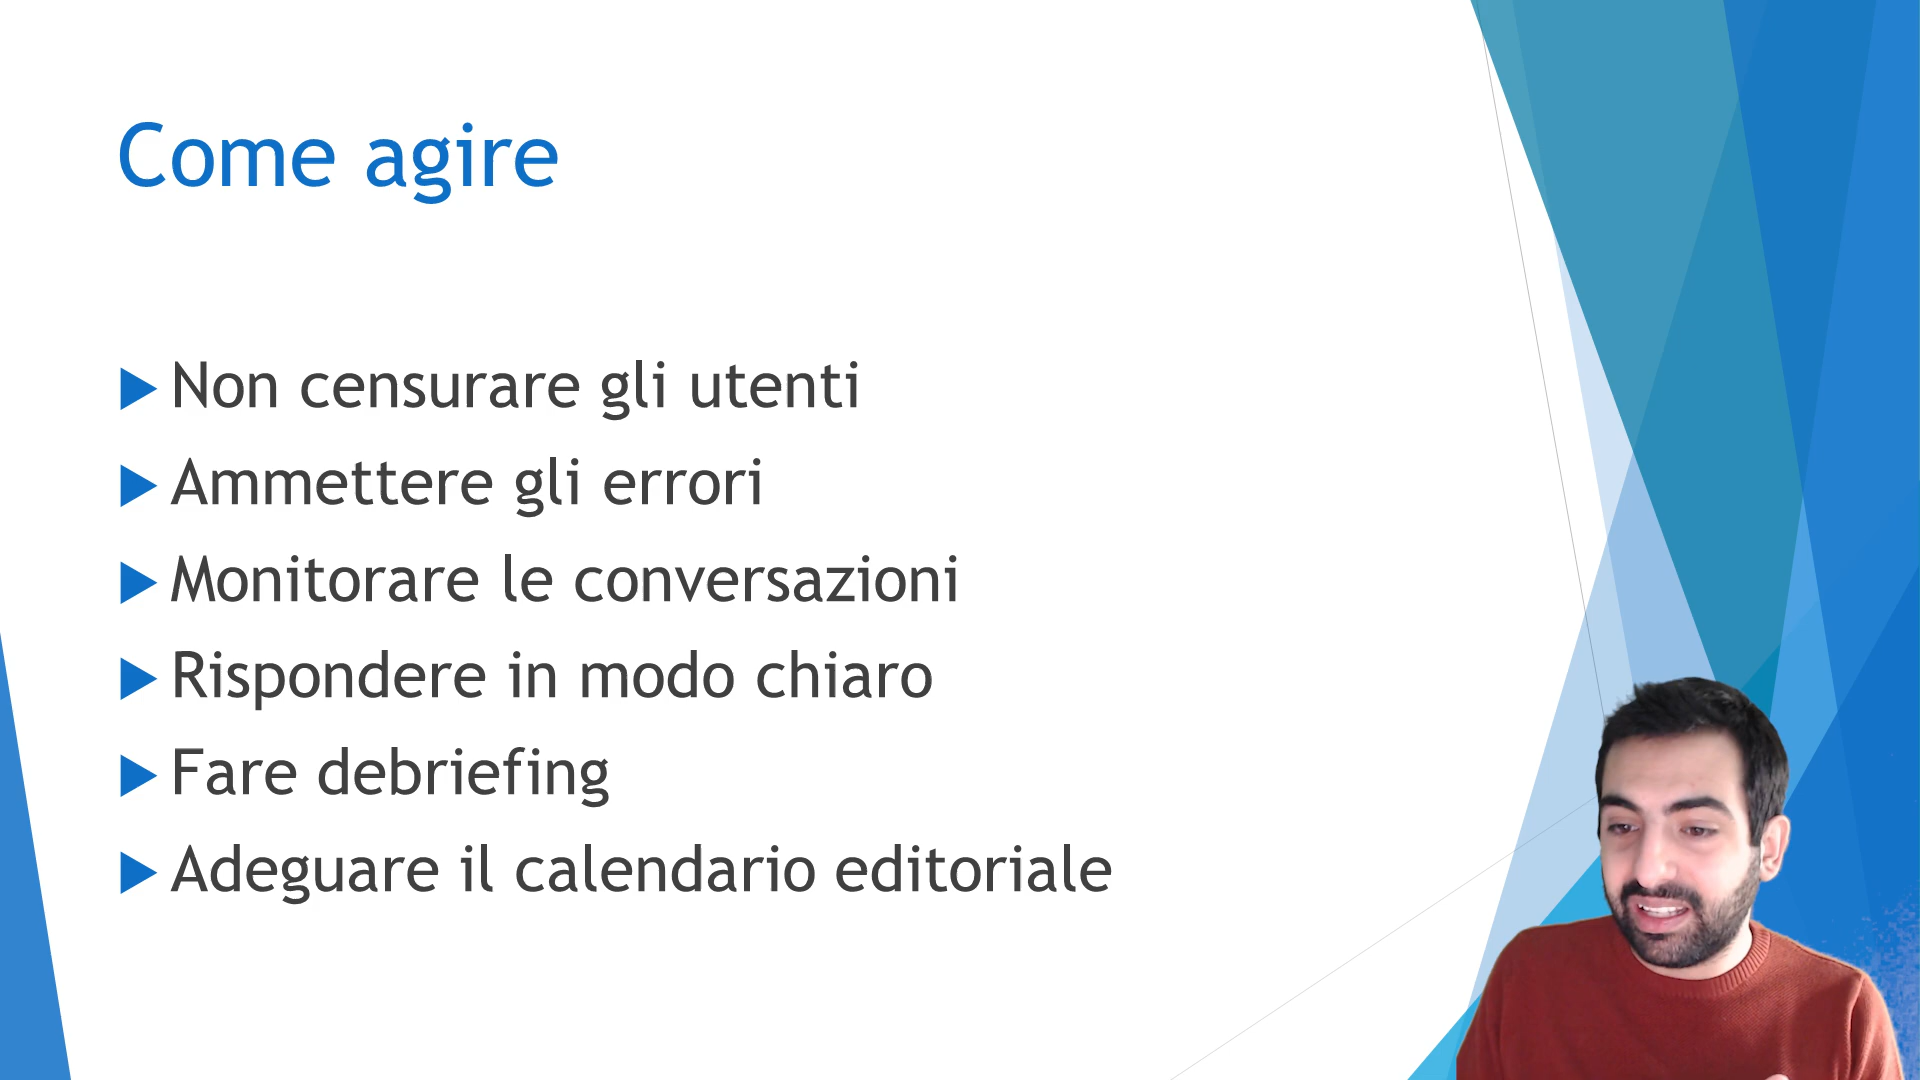 Come agire
Non censurare gli utenti
Ammettere gli errori
Monitorare le conversazioni
Rispondere in modo chiaro
Fare debriefing
Adeguare il calendario editoriale